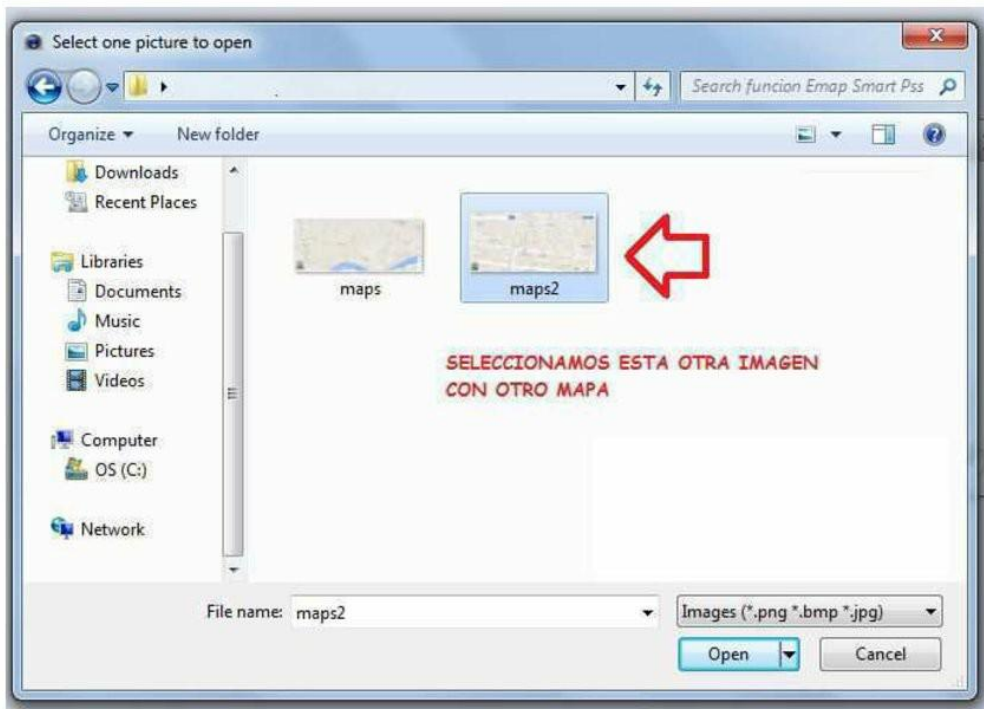 Select one picture to open
Search funcion Emap Smart Pss
Organize
New folder
Downloads
Recent Places
Libraries
Documents
Music
Pictures
Videos
Computer
OS (C:)
Network
maps
maps2
SELECCIONAMOS ESTA OTRA IMAGEN
CON OTRO MAPA
File name: maps2
Images (*.png *.bmp *.jpg)
Open
Cancel